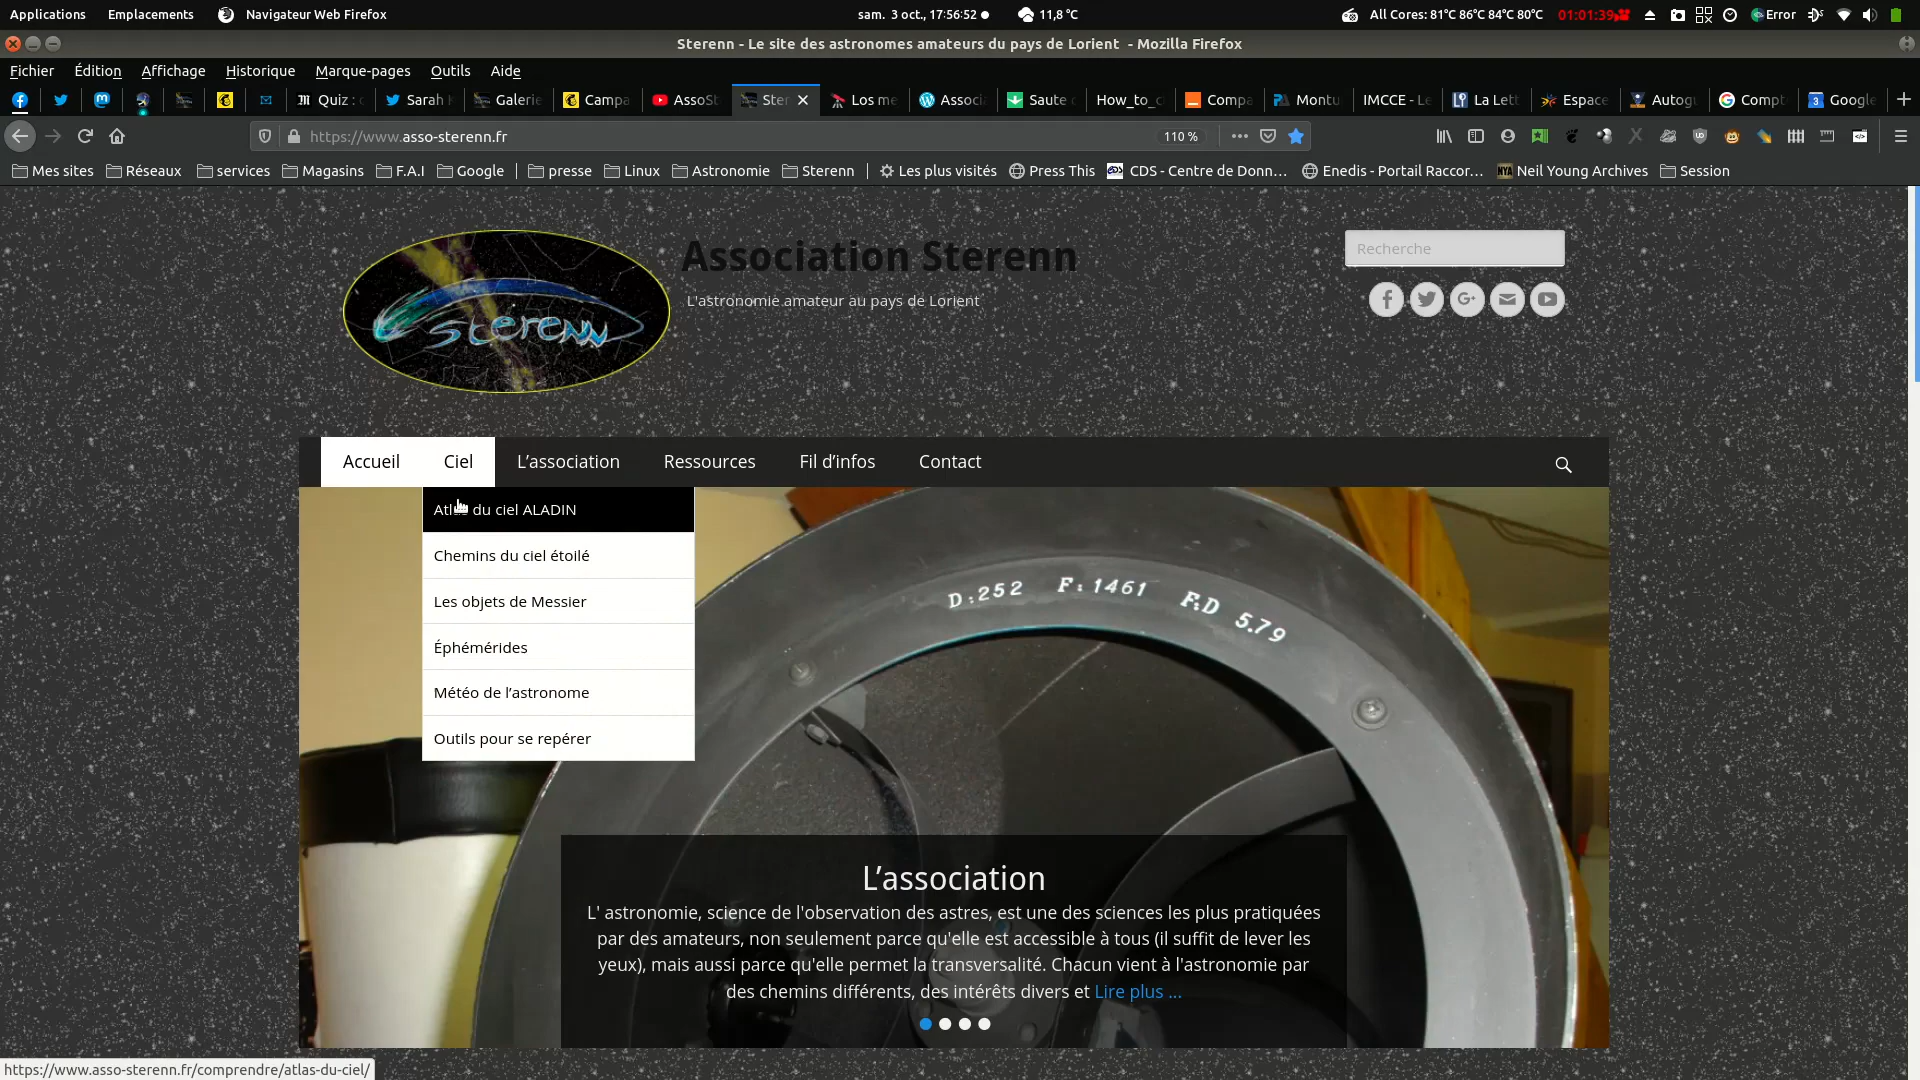 Applications Emplacements Navigateur Web Firefox sam. 3 oct., 17:56:52 11,8 °C All Cores: 81°C 86°C 84°C 80°C 01:01:39 Error
Sterenn - Le site des astronomes amateurs du pays de Lorient - Mozilla Firefox
Fichier Édition Affichage Historique Marque-pages Outils Aide
Quiz : Sarah Galerie Campa AssoSt Ster Los me Associa Saute How_to_c Compa Montu IMCCE - Le La Lett Espace Autogu Compt Google
https://www.asso-sterenn.fr 110 %
Mes sites Réseaux services Magasins F.A.I Google presse Linux Astronomie Sterenn Les plus visités Press This CDS - Centre de Donn… Enedis - Portail Raccor… Neil Young Archives Session
sterenn
Association Sterenn
L'astronomie amateur au pays de Lorient
Recherche
Accueil Ciel L’association Ressources Fil d’infos Contact
Atlas du ciel ALADIN
Chemins du ciel étoilé
Les objets de Messier
Éphémérides
Météo de l’astronome
Outils pour se repérer
D:252 F:1461 F:D 5.79
L’association
L' astronomie, science de l'observation des astres, est une des sciences les plus pratiquées
par des amateurs, non seulement parce qu'elle est accessible à tous (il suffit de lever les
yeux), mais aussi parce qu'elle permet la transversalité. Chacun vient à l'astronomie par
des chemins différents, des intérêts divers et Lire plus ...
https://www.asso-sterenn.fr/comprendre/atlas-du-ciel/